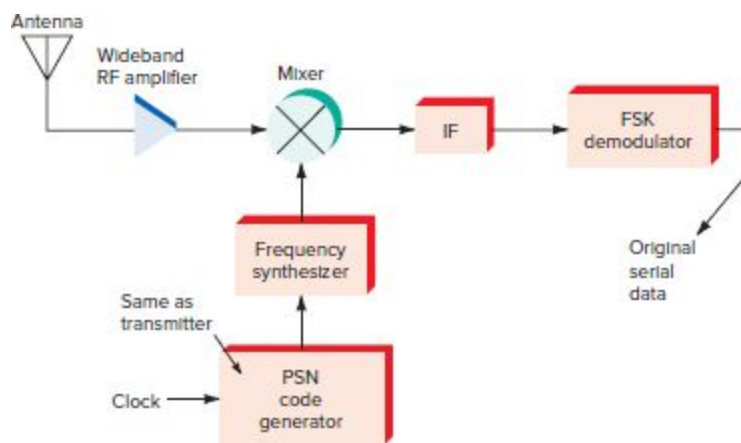 Antenna
Wideband
RF amplifier
Mixer
IF
FSK
demodulator
Original
serial
data
Frequency
synthesizer
Same as
transmitter
Clock
PSN
code
generator